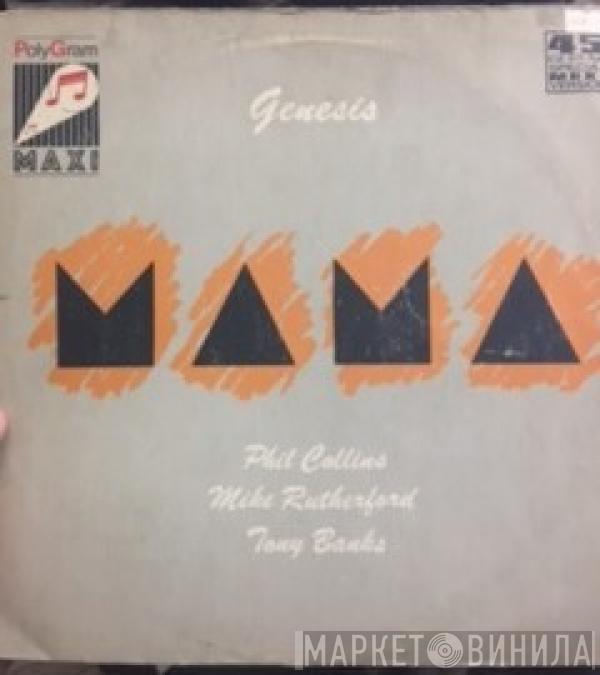 PolyGram
MAXI
45
Genesis
MAMA
Phil Collins
Mike Rutherford
Tony Banks
МАРКЕТ ВИНИЛА